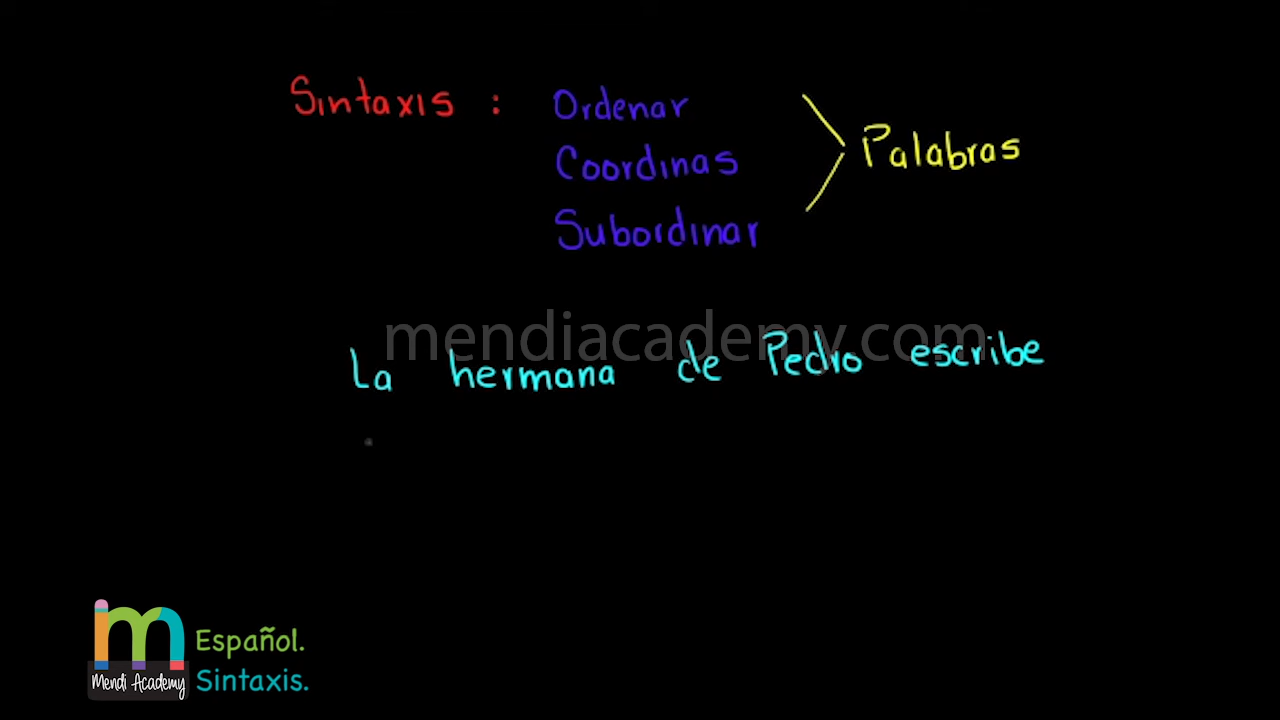 Sintaxis : Ordenar
Coordinas
Subordinar
Palabras
mendiacademy.com
La hermana de Pedro escribe
Español.
Mendi Academy
Sintaxis.